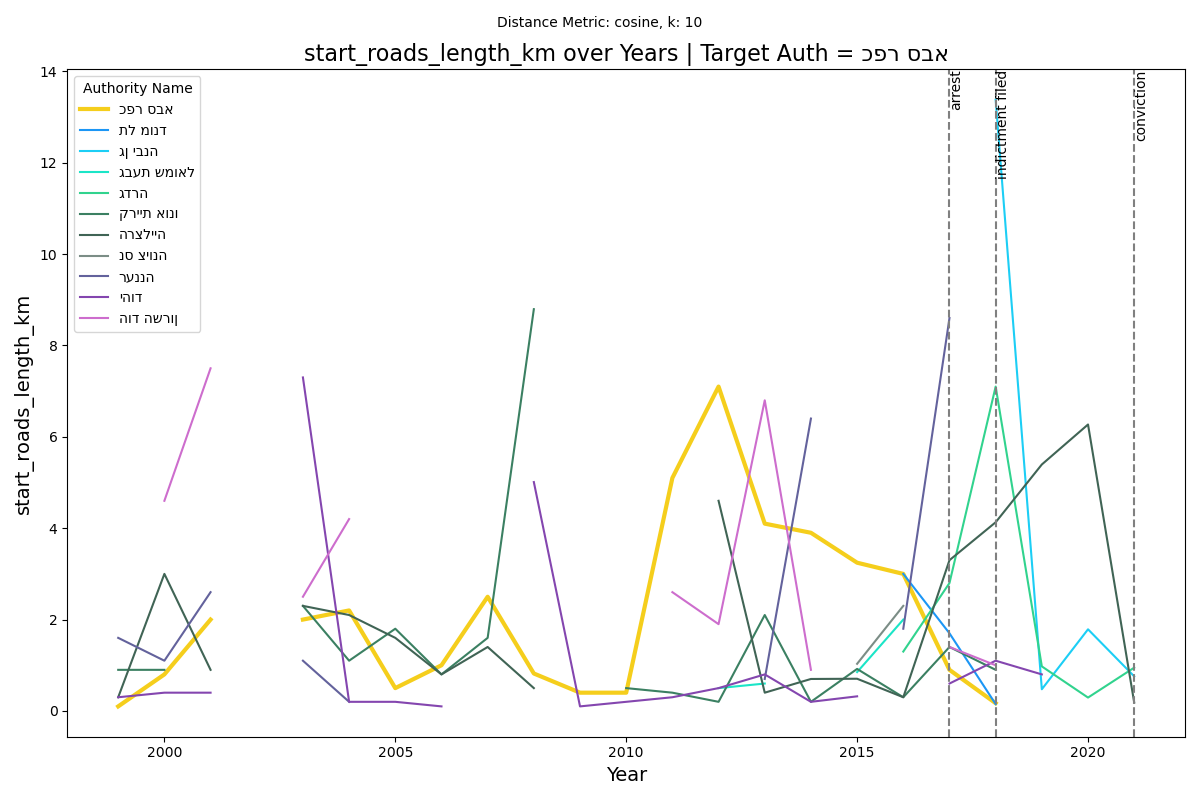 Distance Metric: cosine, k: 10
start_roads_length_km over Years | Target Auth = כפר סבא
start_roads_length_km
14
12
10
8
6
4
2
0
Authority Name
כפר סבא
תל מונד
גן יבנה
גבעת שמואל
גדרה
קריית אונו
הרצלייה
נס ציונה
רעננה
יהוד
הוד השרון
arrest
indictment filed
conviction
2000
2005
2010
2015
2020
Year